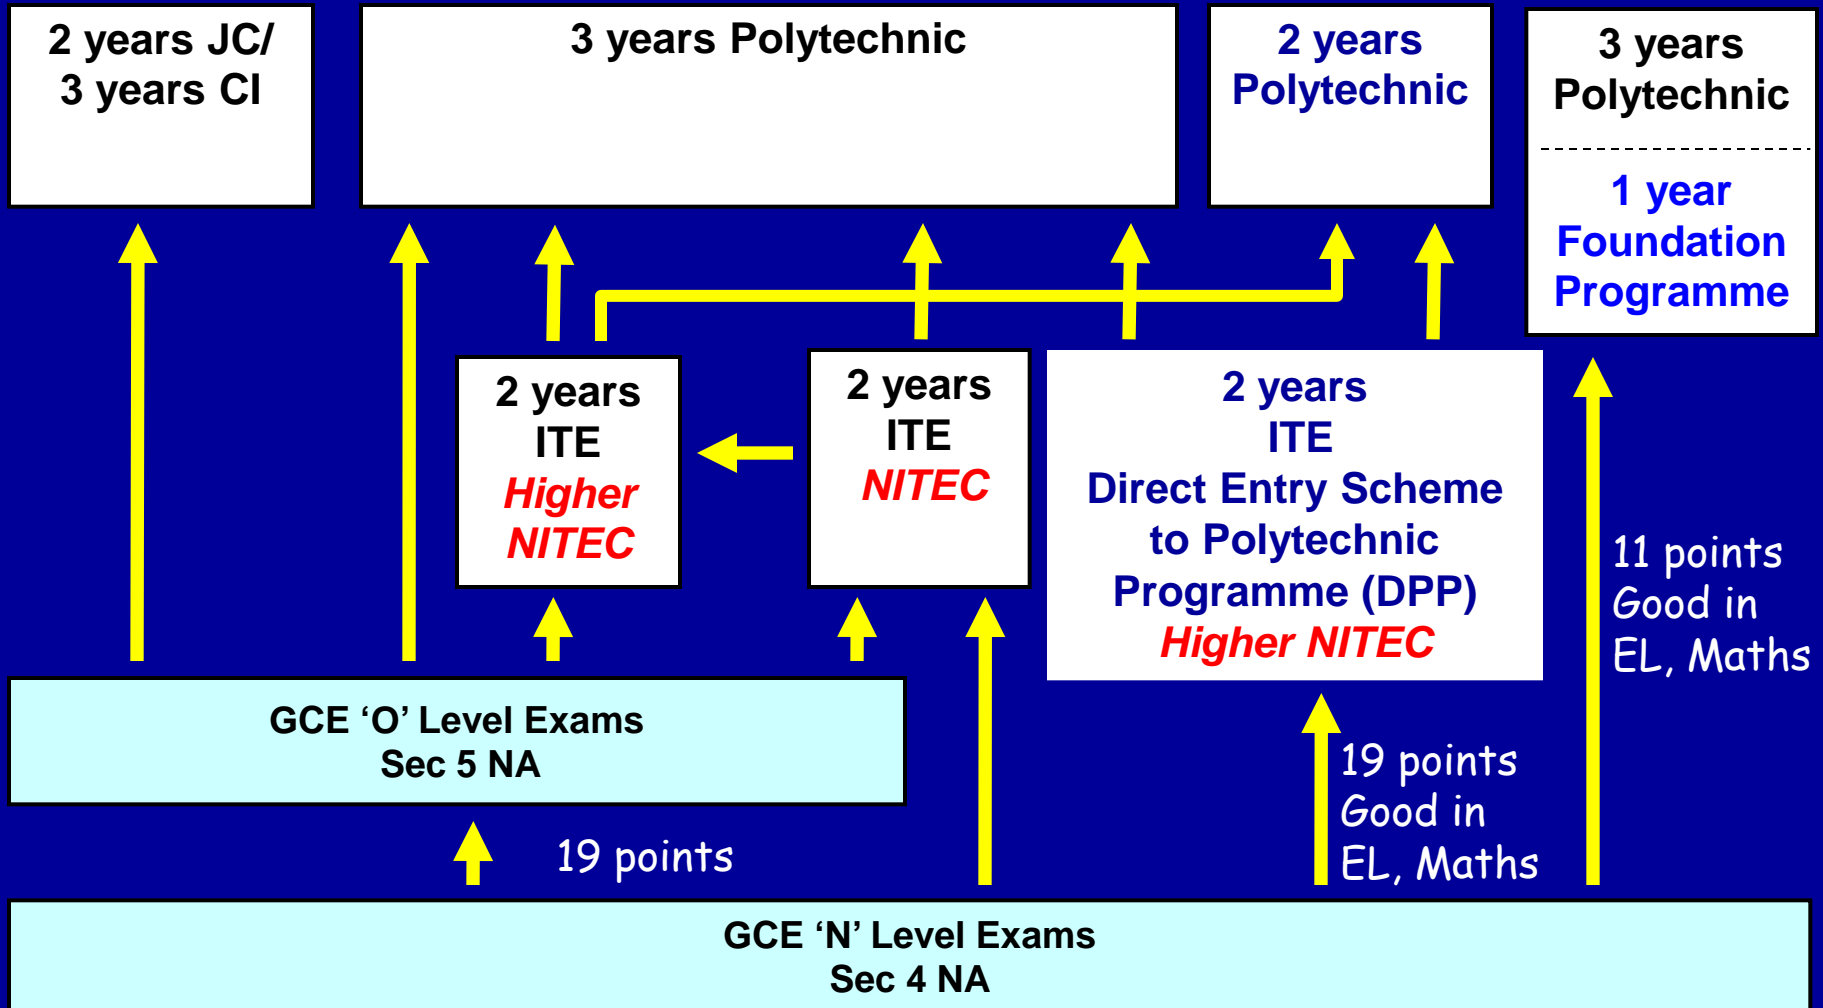 2 years JC/
3 years CI
3 years Polytechnic
2 years
Polytechnic
3 years
Polytechnic
1 year
Foundation
Programme
2 years
ITE
Higher
NITEC
2 years
ITE
NITEC
2 years
ITE
Direct Entry Scheme
to Polytechnic
Programme (DPP)
Higher NITEC
11 points
Good in
EL, Maths
GCE ‘O’ Level Exams
Sec 5 NA
19 points
19 points
Good in
EL, Maths
GCE ‘N’ Level Exams
Sec 4 NA